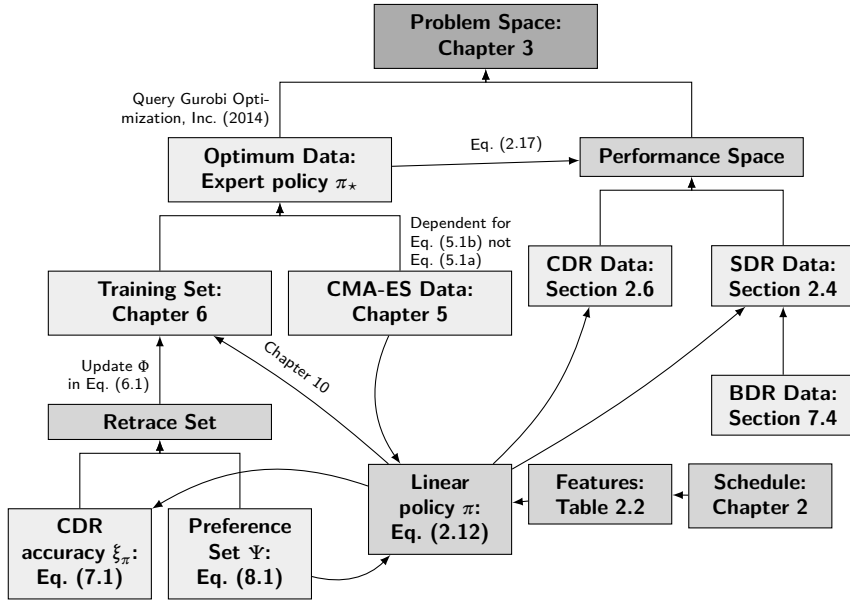 Problem Space:
Chapter 3
Query Gurobi Opti-
mization, Inc. (2014)
Optimum Data:
Expert policy π⋆
Eq. (2.17)
Performance Space
Dependent for
Eq. (5.1b) not
Eq. (5.1a)
Training Set:
Chapter 6
CMA-ES Data:
Chapter 5
CDR Data:
Section 2.6
SDR Data:
Section 2.4
Update Φ
in Eq. (6.1)
Chapter 10
BDR Data:
Section 7.4
Retrace Set
Linear
policy π:
Eq. (2.12)
Features:
Table 2.2
Schedule:
Chapter 2
CDR
accuracy ξπ:
Eq. (7.1)
Preference
Set Ψ:
Eq. (8.1)